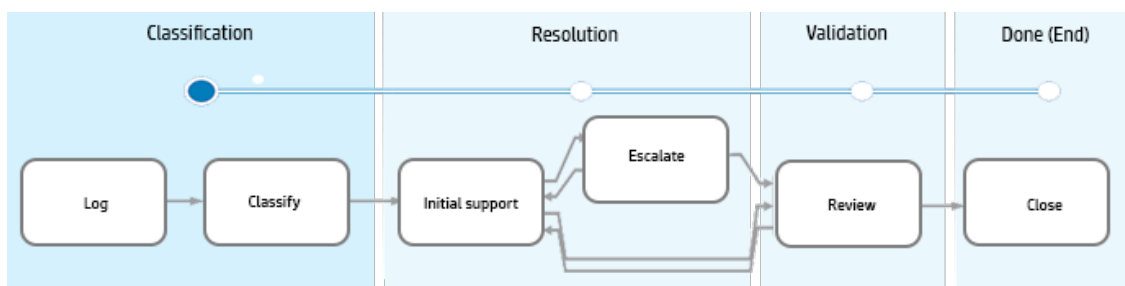 Classification
Resolution
Validation
Done (End)
Log
Classify
Initial support
Escalate
Review
Close